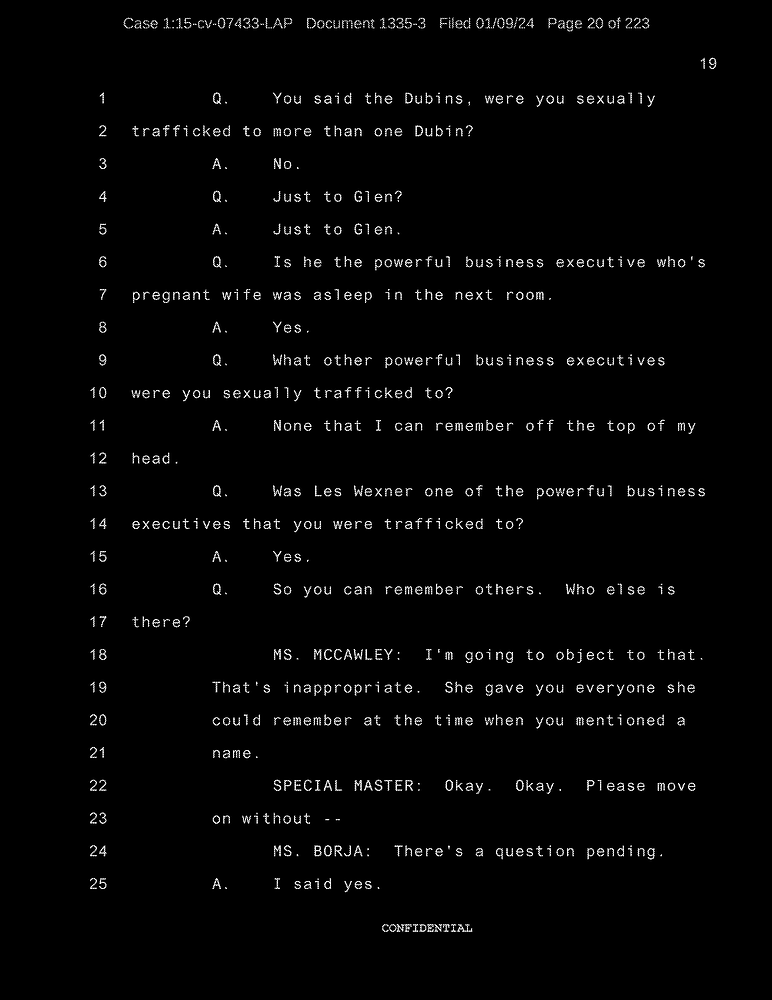 Case 1:15-cv-07433-LAP Document 1335-3 Filed 01/09/24 Page 20 of 223
19
1 Q. You said the Dubins, were you sexually
2 trafficked to more than one Dubin?
3 A. No.
4 Q. Just to Glen?
5 A. Just to Glen.
6 Q. Is he the powerful business executive who's
7 pregnant wife was asleep in the next room.
8 A. Yes.
9 Q. What other powerful business executives
10 were you sexually trafficked to?
11 A. None that I can remember off the top of my
12 head.
13 Q. Was Les Wexner one of the powerful business
14 executives that you were trafficked to?
15 A. Yes.
16 Q. So you can remember others. Who else is
17 there?
18 MS. MCCAWLEY: I'm going to object to that.
19 That's inappropriate. She gave you everyone she
20 could remember at the time when you mentioned a
21 name.
22 SPECIAL MASTER: Okay. Okay. Please move
23 on without --
24 MS. BORJA: There's a question pending.
25 A. I said yes.
CONFIDENTIAL